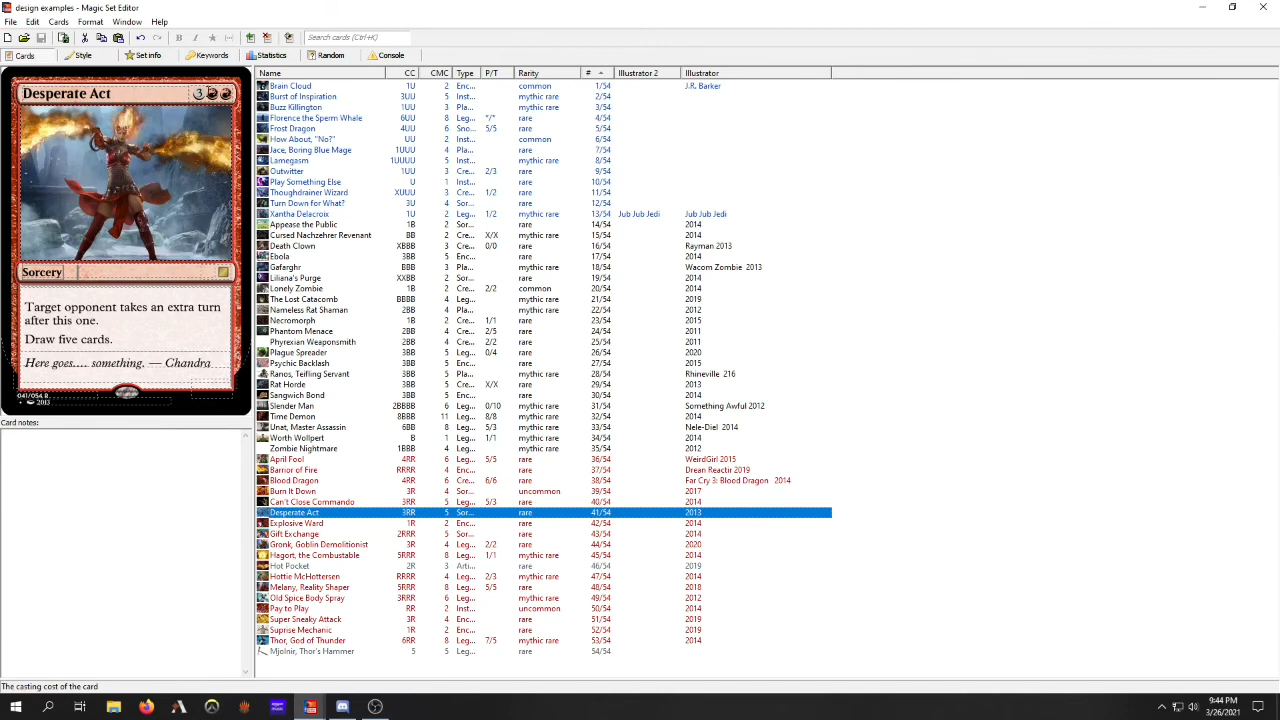 design examples - Magic Set Editor
File Edit Cards Format Window Help
B I Search cards (Ctrl+K)
Cards Style Set info Keywords Statistics Random Console
Desperate Act 3
Sorcery
Target opponent takes an extra turn
after this one.
Draw five cards.
Here goes..... something. — Chandra
041/054 R
2013
Card notes:
Name CC CMC Type P/T Rarity # Illustrator 2 Illustrator
Brain Cloud 1U 2 Enc... common 1/54 J.R. Barker
Burst of Inspiration 3UU 5 Inst... mythic rare 2/54
Buzz Killington 1UU 3 Pla... mythic rare 3/54
Florence the Sperm Whale 6UU 8 Leg... */* rare 4/54
Frost Dragon 4UU 6 Sno... 5/5 rare 5/54
How About, "No?" UU 2 Inst... common 6/54
Jace, Boring Blue Mage 1UUU 4 Pla... mythic rare 7/54
Lamegasm 1UUUU 5 Inst... mythic rare 8/54
Outwitter 1UU 3 Cre... 2/3 rare 9/54
Play Something Else U 1 Inst... rare 10/54
Thoughdrainer Wizard XUUU 3 Cre... 1/2 rare 11/54
Turn Down for What? 3U 4 Sor... rare 12/54
Xantha Delacroix 1U 2 Leg... 1/2 mythic rare 13/54 Jub Jub Jedi Jub Jub Jedi
Appease the Public 1B 2 Sor... rare 14/54 2014
Cursed Nachzehrer Revenant BB 2 Cre... X/X mythic rare 15/54 2014
Death Clown XBBB 3 Cre... 0/0 rare 16/54 Rayman 2013
Ebola 3BB 5 Enc... rare 17/54 2014
Gafarghr BBB 3 Pla... mythic rare 18/54 Wacom Zombie 2013
Liliana's Purge XXBB 2 Sor... rare 19/54 2014
Lonely Zombie 1B 2 Cre... 2/2 common 20/54 2014
The Lost Catacomb BBBB 4 Leg... mythic rare 21/54 2019
Nameless Rat Shaman 2BB 4 Pla... mythic rare 22/54 2012
Necromorph 1B 2 Cre... 1/1 rare 23/54 2015
Phantom Menace 2BB 4 Cre... 2/5 rare 24/54 2011
Phyrexian Weaponsmith 2BB 4 Cre... 2/2 rare 25/54 2011
Plague Spreader 3BB 5 Leg... 0/4 rare 26/54 2020
Psychic Backlash 3BB 5 Enc... rare 27/54 2015
Ranos, Teifling Servant 3BB 5 Pla... mythic rare 28/54 Rhineville 216
Rat Horde 3BB 5 Cre... X/X rare 29/54 2013
Sangwich Bond 3BB 5 Enc... rare 30/54 2014
Slender Man 2BBBB 6 Leg... 0/10 mythic rare 31/54 Something Awful 2012
Time Demon 8BBB 11 Leg... 8/8 mythic rare 32/54 2014
Unat, Master Assassin 6BB 8 Leg... 5/3 mythic rare 33/54 Nele-Diel 2014
Worth Wollpert B 1 Leg... 1/1 mythic rare 34/54 2014
Zombie Nightmare 1BBB 4 Leg... mythic rare 35/54 2012
April Fool 4RR 6 Leg... 5/5 rare 36/54 WeirdGirl 2015
Barrior of Fire RRRR 4 Enc... rare 37/54 Drean Reactir 2019
Blood Dragon 4RR 6 Cre... 6/6 rare 38/54 Far Cry 3: Blood Dragon 2014
Burn It Down 3R 4 Sor... uncommon 39/54 2017
Can't Close Commando 3RR 5 Leg... 5/3 rare 40/54 2014
Desperate Act 3RR 5 Sor... rare 41/54 2013
Explosive Ward 1R 2 Enc... rare 42/54 2014
Gift Exchange 2RRR 5 Sor... rare 43/54 2014
Gronk, Goblin Demolitionist 3R 4 Leg... 2/2 rare 44/54 2020
Hagort, the Combustable 5RRR 8 Leg... 1/1 mythic rare 45/54 2014
Hot Pocket 2R 3 Arti... rare 46/54 2019
Hottie McHottersen RRRR 4 Leg... 2/3 mythic rare 47/54 2014
Melany, Reality Shaper 5RRR 8 Leg... 5/5 mythic rare 48/54 2018
Old Spice Body Spray 3RRR 6 Leg... mythic rare 49/54 2012
Pay to Play RR 2 Inst... uncommon 50/54 2014
Super Sneaky Attack 3R 4 Enc... rare 51/54 2019
Suprise Mechanic 1R 2 Enc... rare 52/54 2019
Thor, God of Thunder 6RR 8 Leg... 7/5 mythic rare 53/54 2014
Mjolnir, Thor's Hammer 5 5 Leg... rare 54/54
The casting cost of the card
9:44 PM
3/26/2021